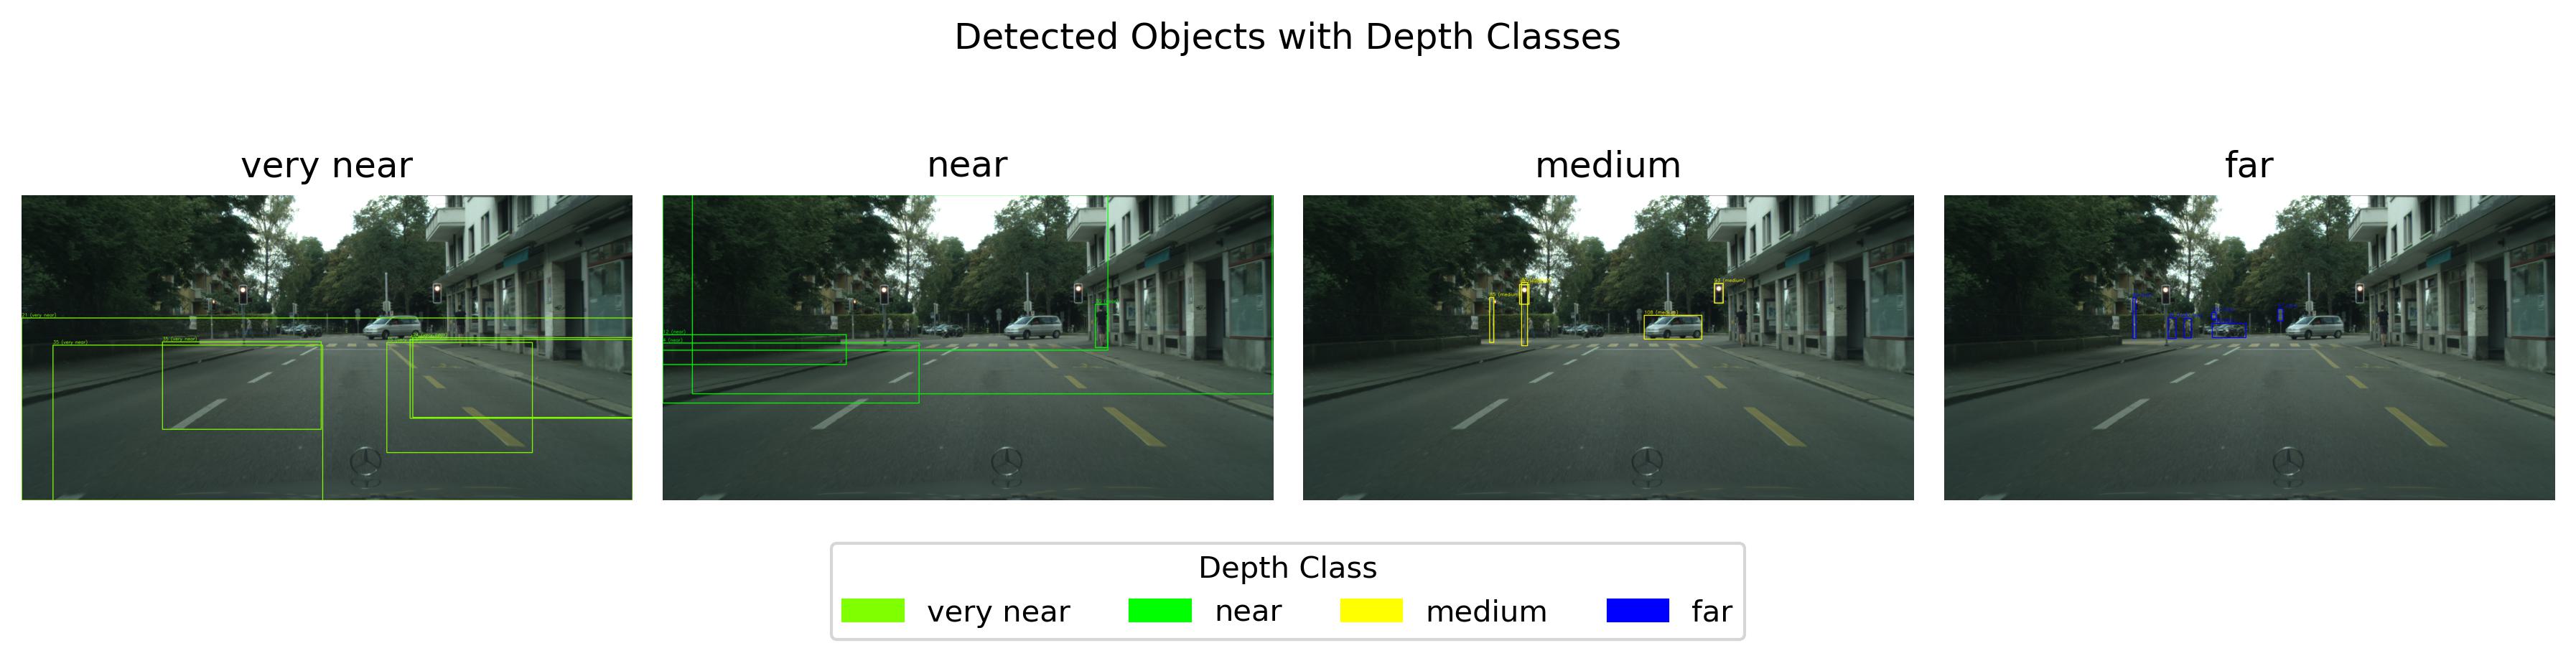 Detected Objects with Depth Classes
very near
near
medium
far
Depth Class
very near
near
medium
far